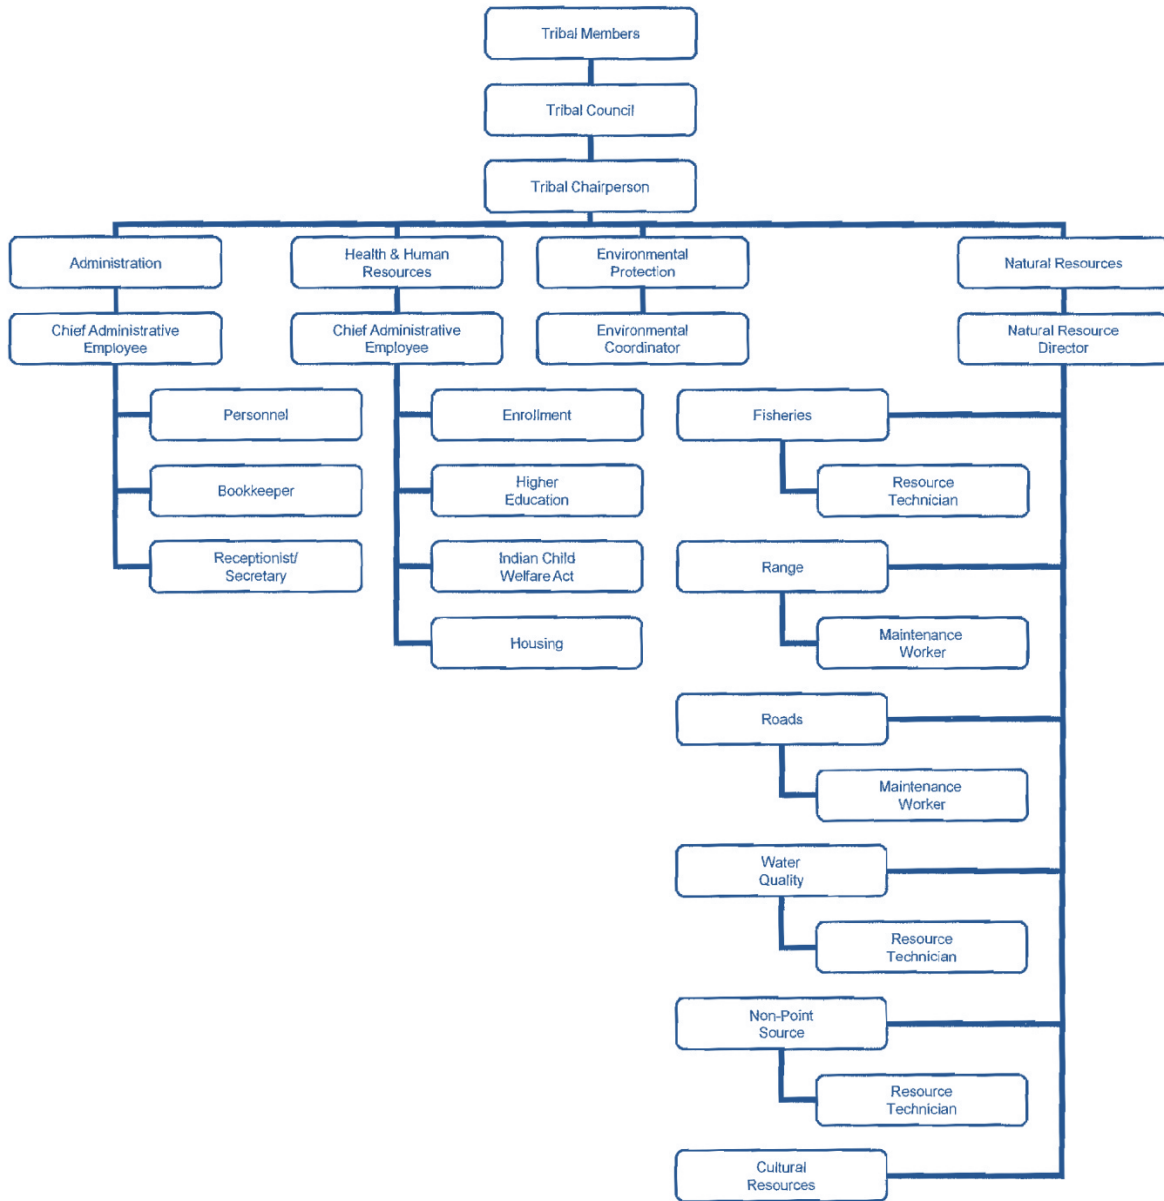 Tribal Members
Tribal Council
Tribal Chairperson
Administration
Health & Human
Resources
Environmental
Protection
Natural Resources
Chief Administrative
Employee
Chief Administrative
Employee
Environmental
Coordinator
Natural Resource
Director
Personnel
Bookkeeper
Receptionist/
Secretary
Enrollment
Higher
Education
Indian Child
Welfare Act
Housing
Fisheries
Resource
Technician
Range
Maintenance
Worker
Roads
Maintenance
Worker
Water
Quality
Resource
Technician
Non-Point
Source
Resource
Technician
Cultural
Resources